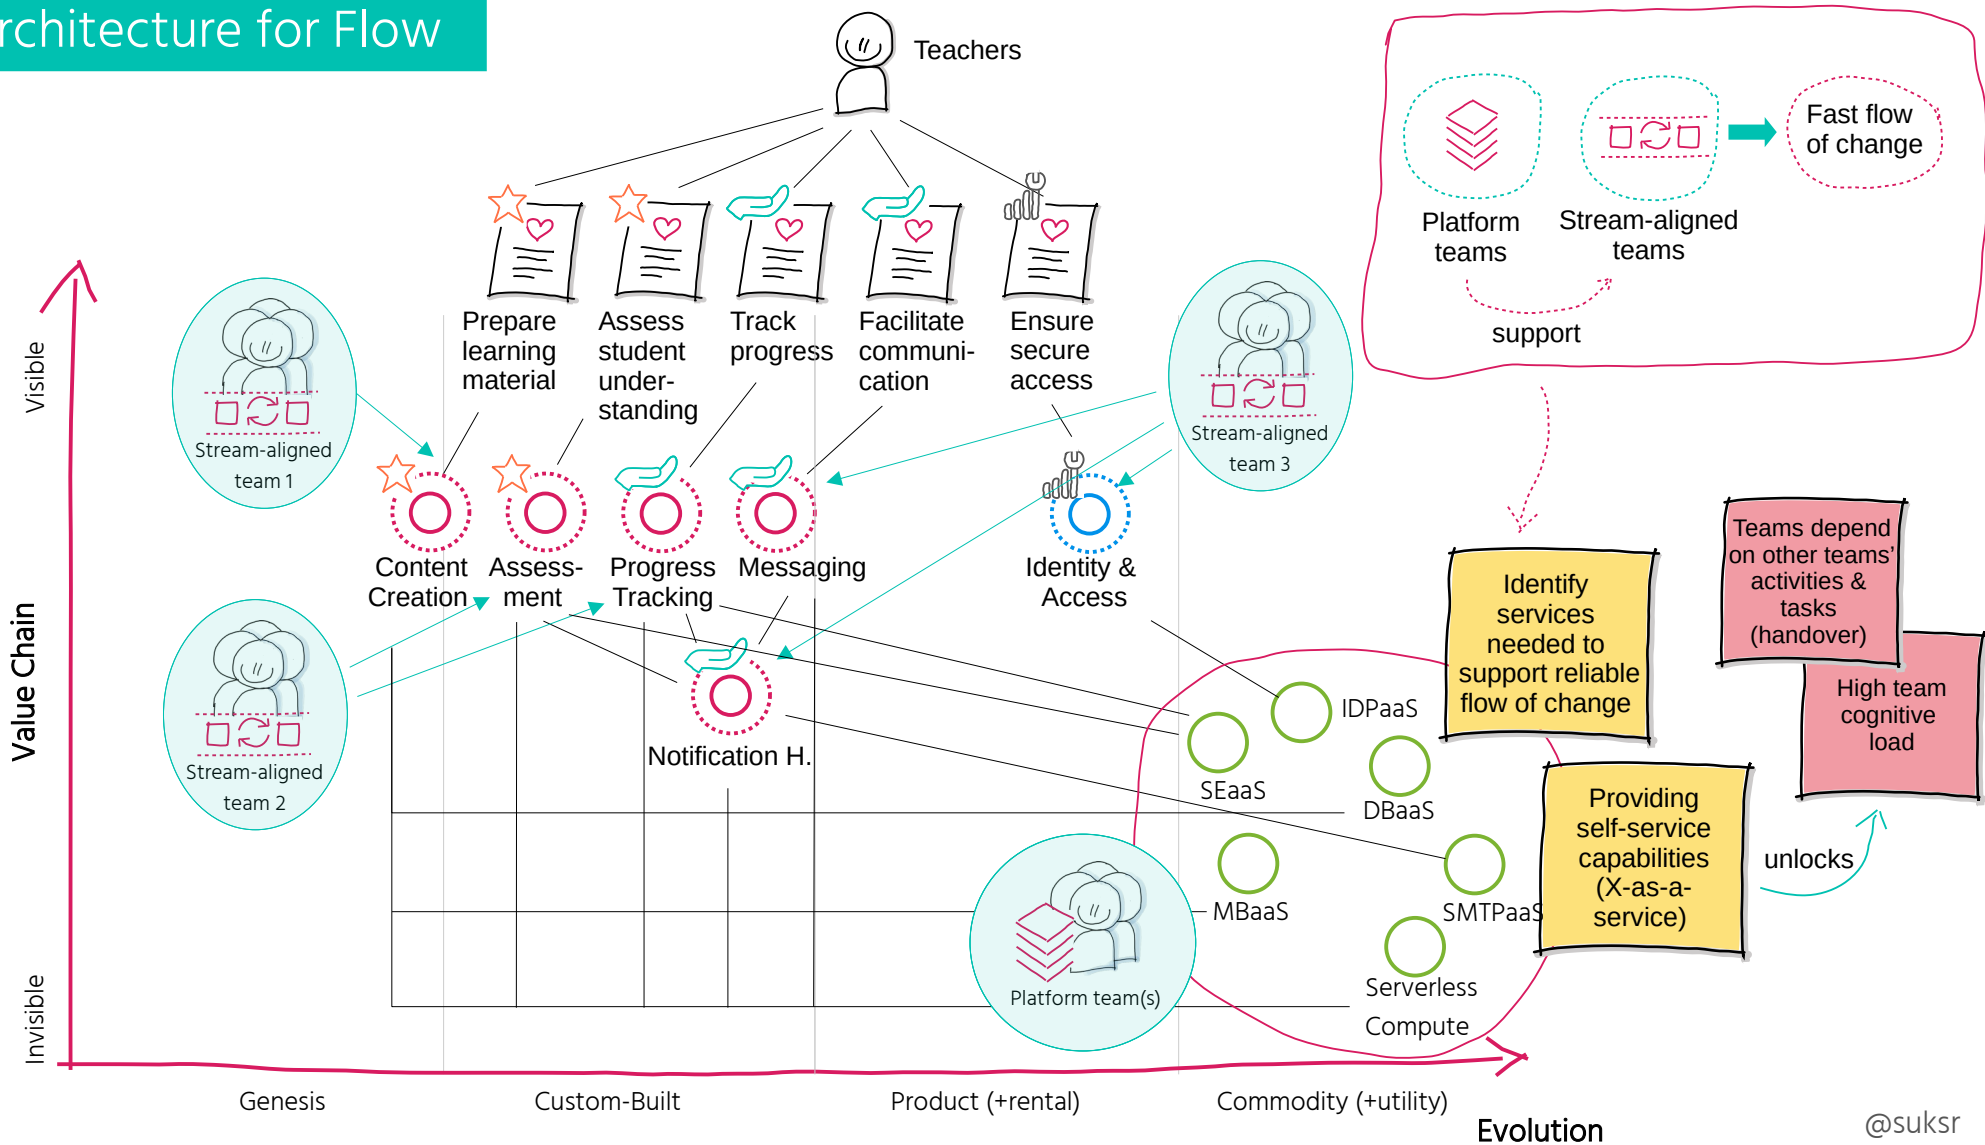 rchitecture for Flow
Teachers
Prepare
learning
material
Assess
student
under-
standing
Track
progress
Facilitate
communi-
cation
Ensure
secure
access
Platform
teams
Stream-aligned
teams
Fast flow
of change
support
Visible
Value Chain
Invisible
Stream-aligned
team 1
Stream-aligned
team 2
Stream-aligned
team 3
Content
Creation
Assess-
ment
Progress
Tracking
Messaging
Identity &
Access
Notification H.
IDPaaS
SEaaS
DBaaS
MBaaS
SMTPaaS
Serverless
Compute
Platform team(s)
Identify
services
needed to
support reliable
flow of change
Providing
self-service
capabilities
(X-as-a-
service)
Teams depend
on other teams'
activities &
tasks
(handover)
High team
cognitive
load
unlocks
Genesis
Custom-Built
Product (+rental)
Commodity (+utility)
Evolution
@suksr